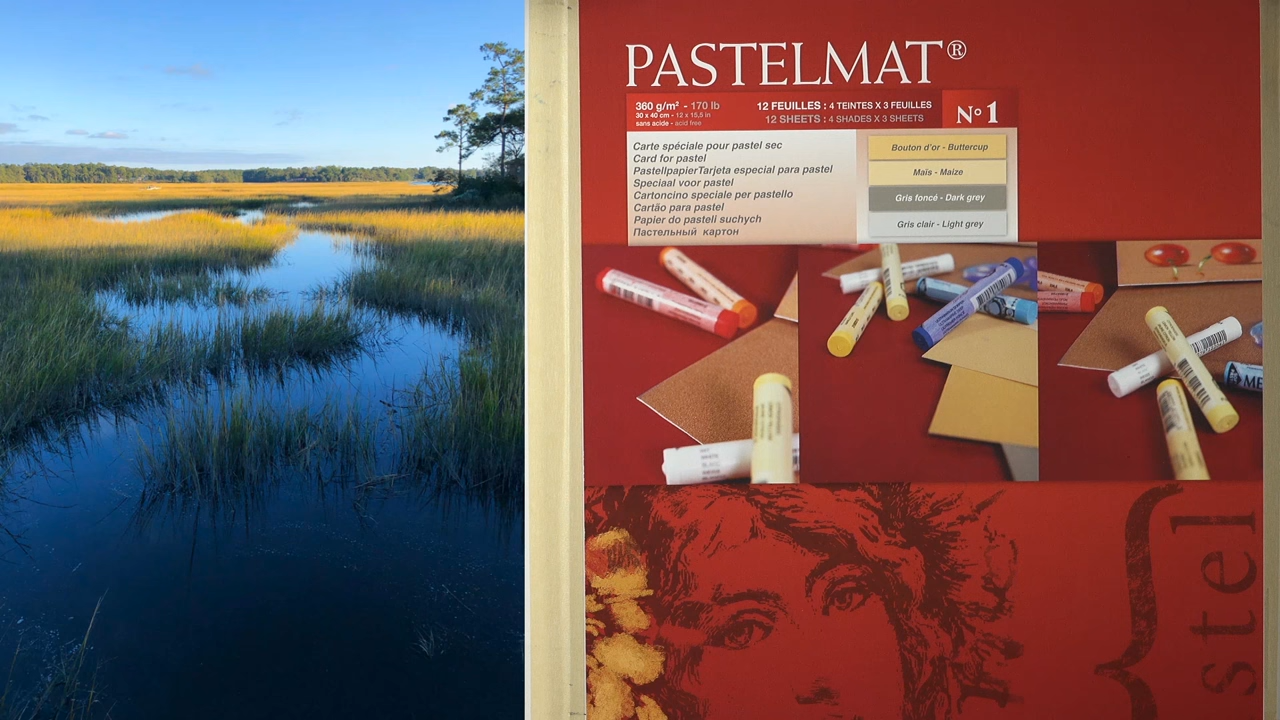 PASTELMAT®
360 g/m² - 170 lb
30 x 40 cm - 12 x 15,5 in
sans acide - acid free
12 FEUILLES : 4 TEINTES X 3 FEUILLES
12 SHEETS : 4 SHADES X 3 SHEETS
N° 1
Carte spéciale pour pastel sec
Card for pastel
PastellpapierTarjeta especial para pastel
Speciaal voor pastel
Cartoncino speciale per pastello
Cartão para pastel
Papier do pasteli suchych
Пастельный картон
Bouton d'or - Buttercup
Maïs - Maize
Gris foncé - Dark grey
Gris clair - Light grey
BLANC
ME
stel